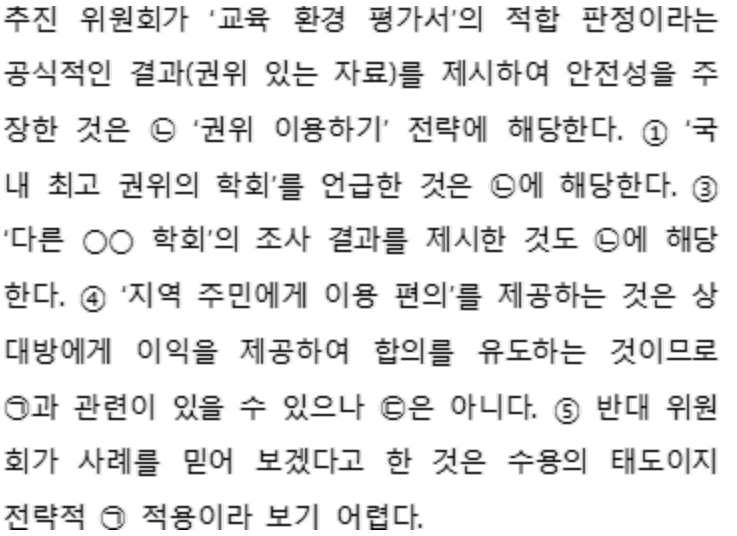 추진 위원회가 ‘교육 환경 평가서’의 적합 판정이라는
공식적인 결과(권위 있는 자료)를 제시하여 안전성을 주
장한 것은 ㉡ ‘권위 이용하기’ 전략에 해당한다. ① ‘국
내 최고 권위의 학회’를 언급한 것은 ㉡에 해당한다. ③
‘다른 ○○ 학회’의 조사 결과를 제시한 것도 ㉡에 해당
한다. ④ ‘지역 주민에게 이용 편의’를 제공하는 것은 상
대방에게 이익을 제공하여 합의를 유도하는 것이므로
㉠과 관련이 있을 수 있으나 ㉢은 아니다. ⑤ 반대 위원
회가 사례를 믿어 보겠다고 한 것은 수용의 태도이지
전략적 ㉠ 적용이라 보기 어렵다.